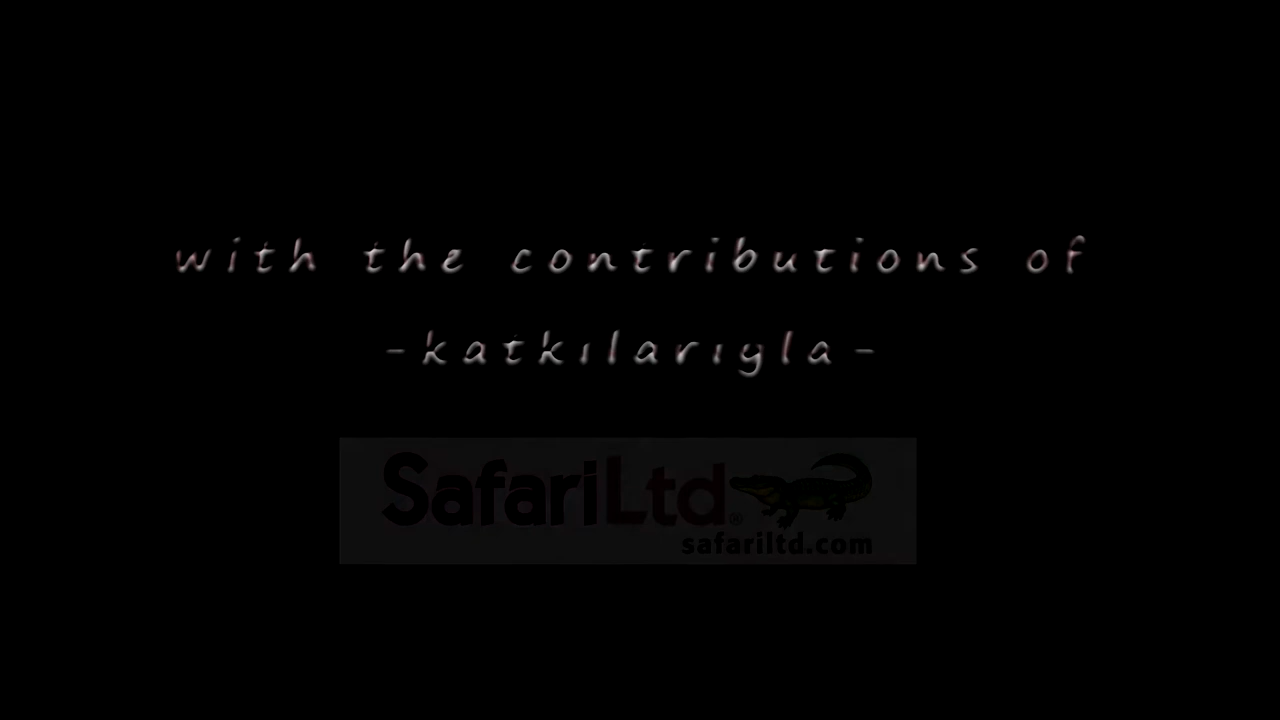 with the contributions of
-katkılarıyla-
SafariLtd®
safariltd.com